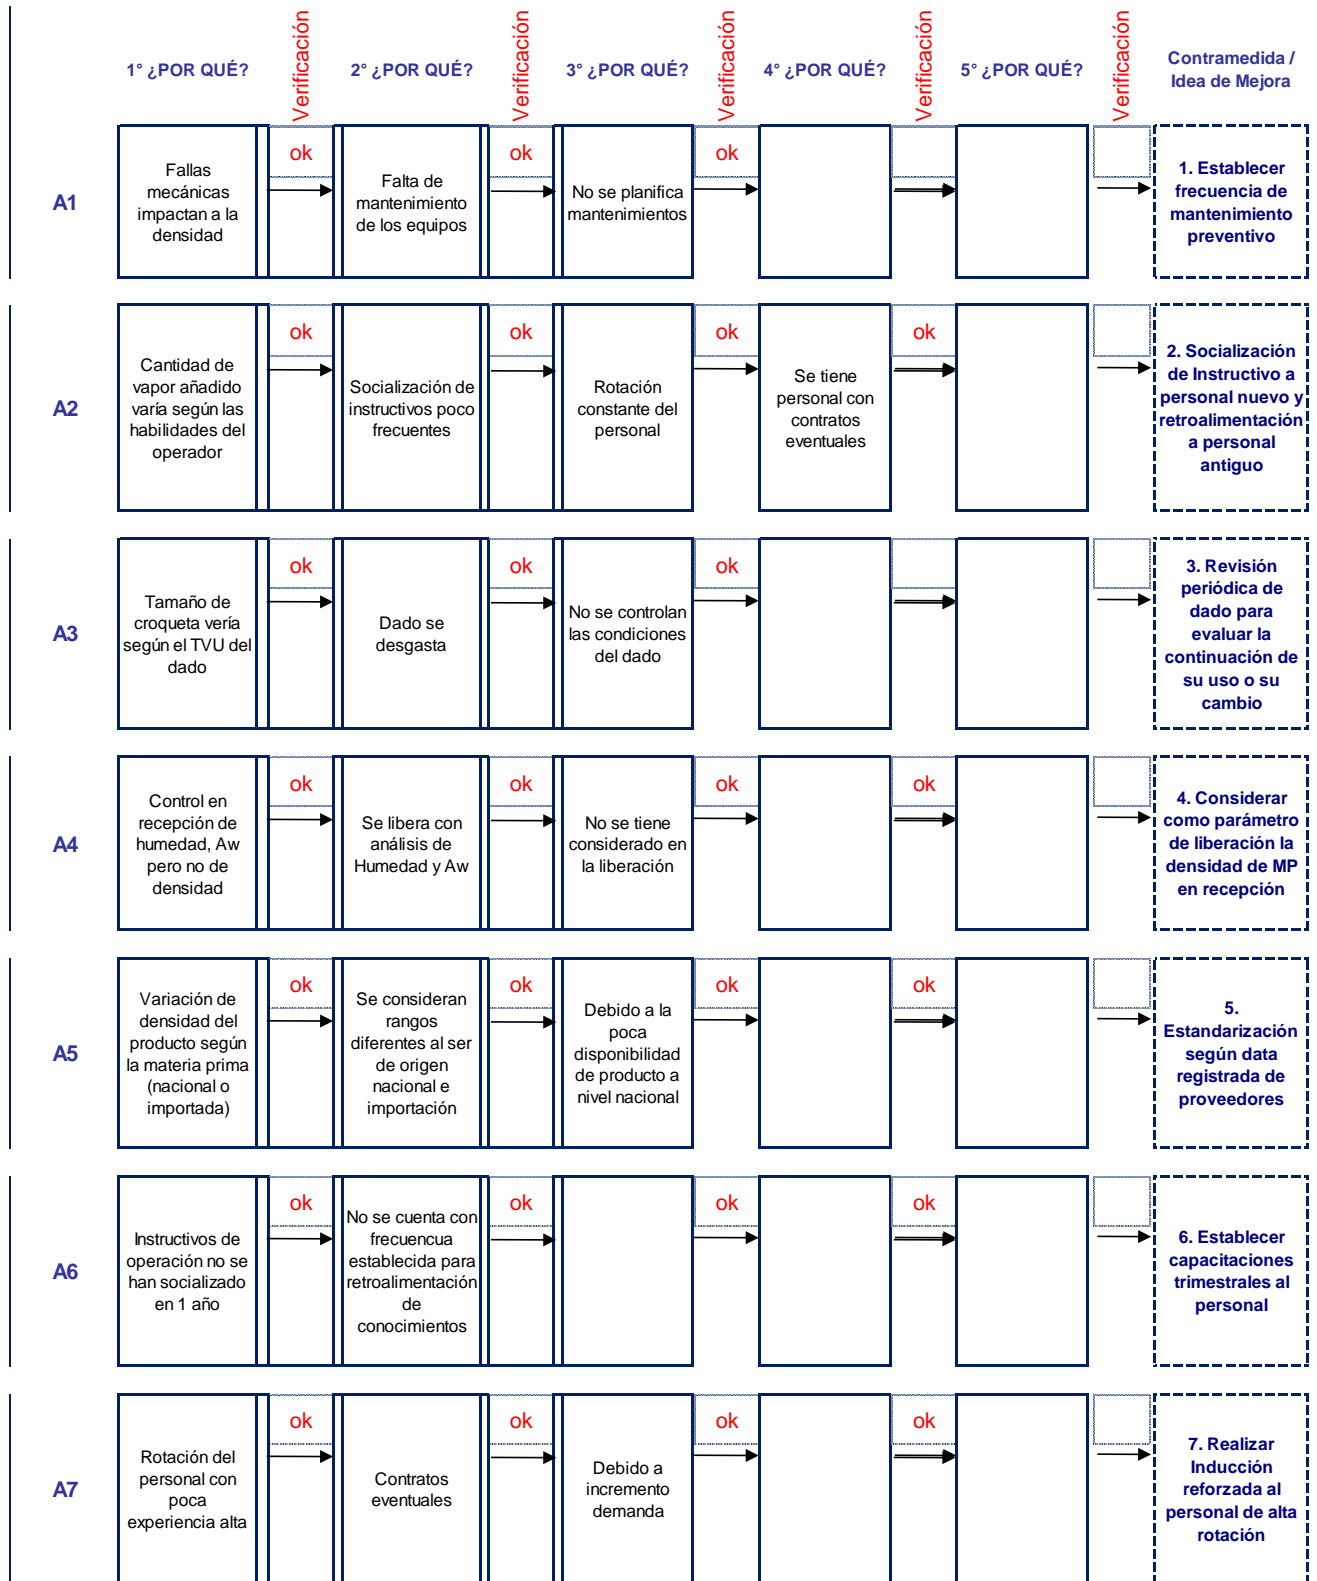 1° ¿POR QUÉ?
Verificación
2° ¿POR QUÉ?
Verificación
3° ¿POR QUÉ?
Verificación
4° ¿POR QUÉ?
Verificación
5° ¿POR QUÉ?
Verificación
Contramedida /
Idea de Mejora
A1
Fallas
mecánicas
impactan a la
densidad
ok
Falta de
mantenimiento
de los equipos
ok
No se planifica
mantenimientos
ok
1. Establecer
frecuencia de
mantenimiento
preventivo
A2
Cantidad de
vapor añadido
varía según las
habilidades del
operador
ok
Socialización de
instructivos poco
frecuentes
ok
Rotación
constante del
personal
ok
Se tiene
personal con
contratos
eventuales
ok
2. Socialización
de Instructivo a
personal nuevo y
retroalimentación
a personal
antiguo
A3
Tamaño de
croqueta vería
según el TVU del
dado
ok
Dado se
desgasta
ok
No se controlan
las condiciones
del dado
ok
3. Revisión
periódica de
dado para
evaluar la
continuación de
su uso o su
cambio
A4
Control en
recepción de
humedad, Aw
pero no de
densidad
ok
Se libera con
análisis de
Humedad y Aw
ok
No se tiene
considerado en
la liberación
ok
ok
4. Considerar
como parámetro
de liberación la
densidad de MP
en recepción
A5
Variación de
densidad del
producto según
la materia prima
(nacional o
importada)
ok
Se consideran
rangos
diferentes al ser
de origen
nacional e
importación
ok
Debido a la
poca
disponibilidad
de producto a
nivel nacional
ok
ok
5.
Estandarización
según data
registrada de
proveedores
A6
Instructivos de
operación no se
han socializado
en 1 año
ok
No se cuenta con
frecuencua
establecida para
retroalimentación
de
conocimientos
ok
ok
ok
6. Establecer
capacitaciones
trimestrales al
personal
A7
Rotación del
personal con
poca
experiencia alta
ok
Contratos
eventuales
ok
Debido a
incremento
demanda
ok
ok
7. Realizar
Inducción
reforzada al
personal de alta
rotación